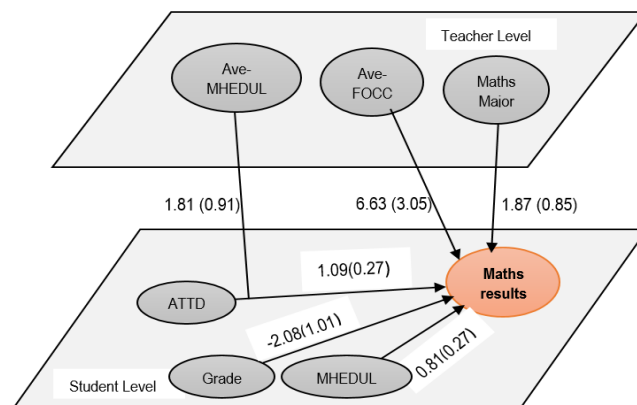 Teacher Level
Ave-
MHEDUL
Ave-
FOCC
Maths
Major
1.81 (0.91)
6.63 (3.05)
1.87 (0.85)
1.09(0.27)
Maths
results
ATTD
-2.08(1.01)
0.81(0.27)
Student Level
Grade
MHEDUL